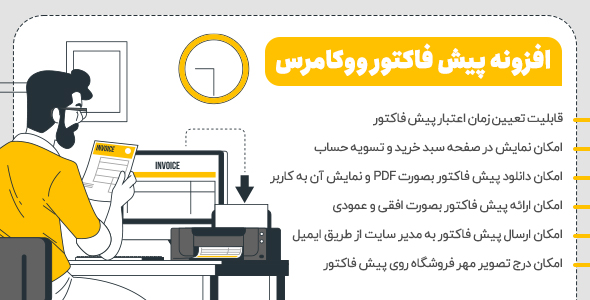 افزونه پیش فاکتور ووکامرس
قابلیت تعیین زمان اعتبار پیش فاکتور
امکان نمایش در صفحه سبد خرید و تسویه حساب
امکان دانلود پیش فاکتور بصورت PDF و نمایش آن به کاربر
امکان ارائه پیش فاکتور بصورت افقی و عمودی
امکان ارسال پیش فاکتور به مدیر سایت از طریق ایمیل
امکان درج تصویر مهر فروشگاه روی پیش فاکتور
INVOICE
INVOICE